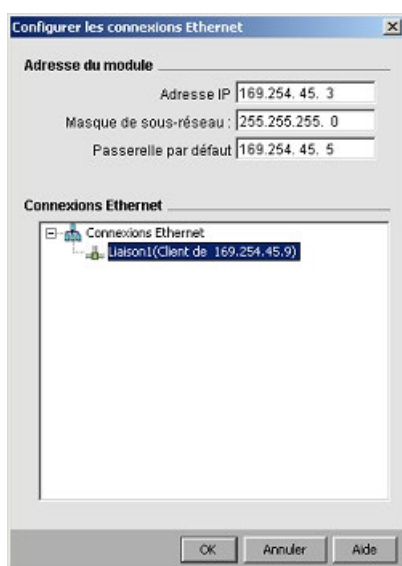 Configurer les connexions Ethernet
Adresse du module
Adresse IP 169.254. 45. 3
Masque de sous-réseau : 255.255.255. 0
Passerelle par défaut 169.254. 45. 5
Connexions Ethernet
Connexions Ethernet
Liaison1(Client de 169.254.45.9)
OK Annuler Aide